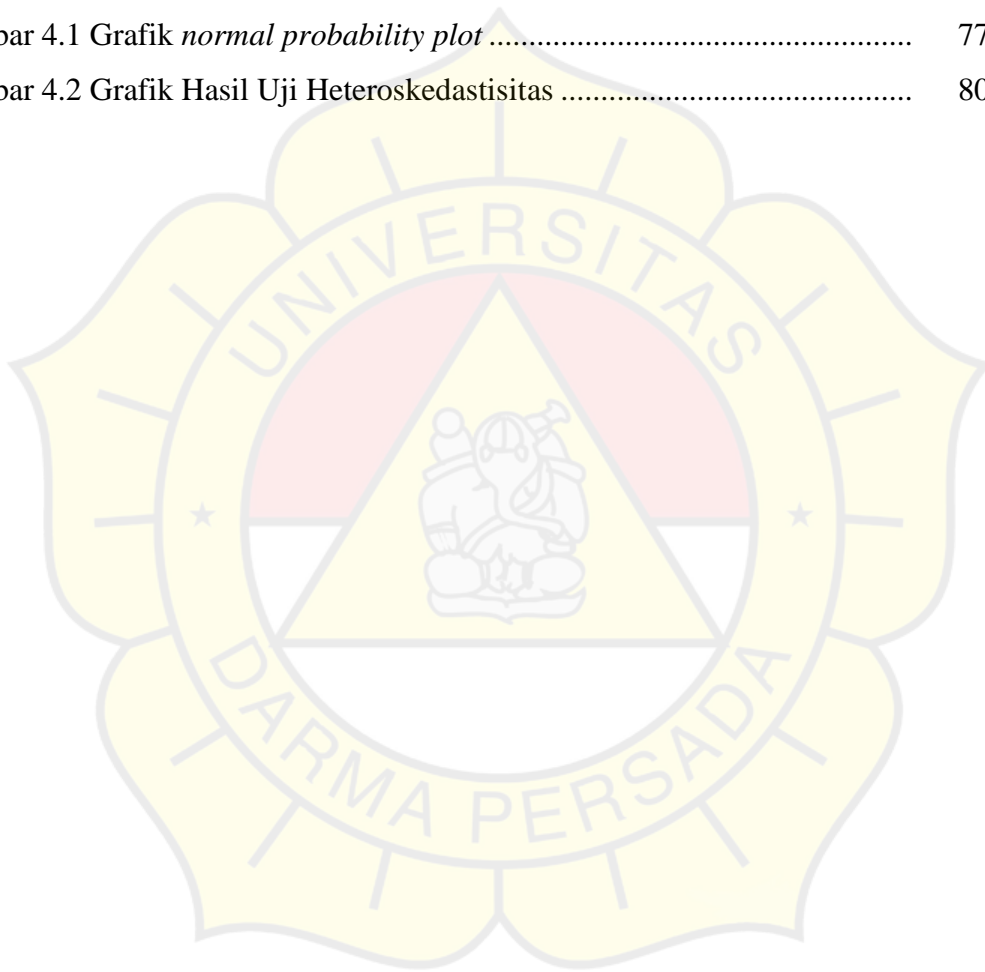 bar 4.1 Grafik normal probability plot .................................................... 77
bar 4.2 Grafik Hasil Uji Heteroskedastisitas ........................................... 80
UNIVERSITAS
DARMA PERSADA